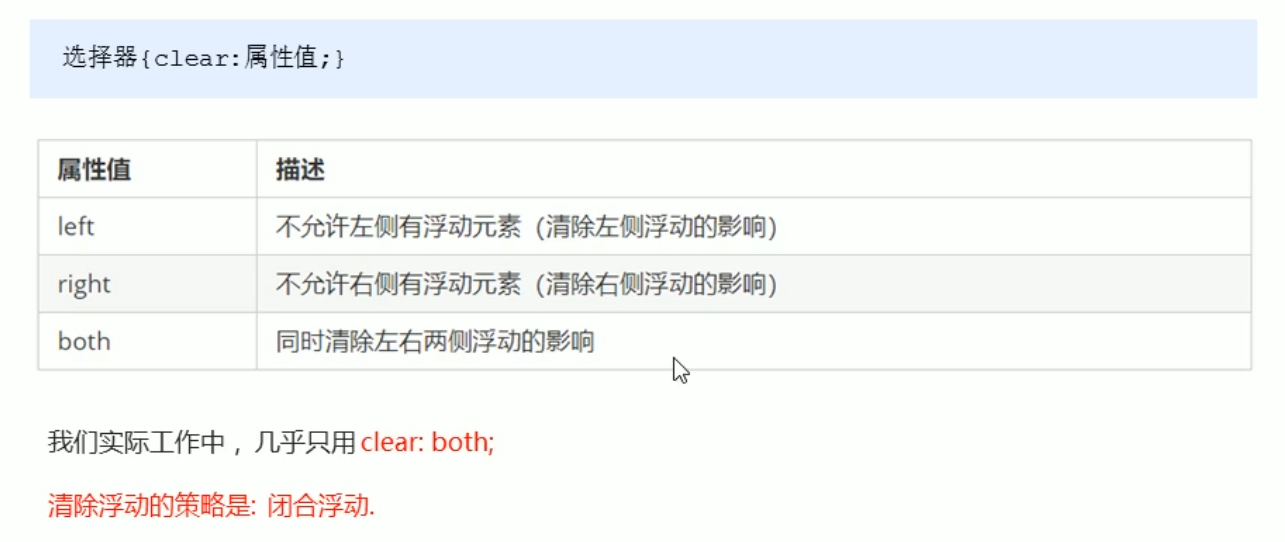 选择器{clear:属性值;}
属性值 描述
left 不允许左侧有浮动元素（清除左侧浮动的影响）
right 不允许右侧有浮动元素（清除右侧浮动的影响）
both 同时清除左右两侧浮动的影响
我们实际工作中，几乎只用 clear: both;
清除浮动的策略是: 闭合浮动.